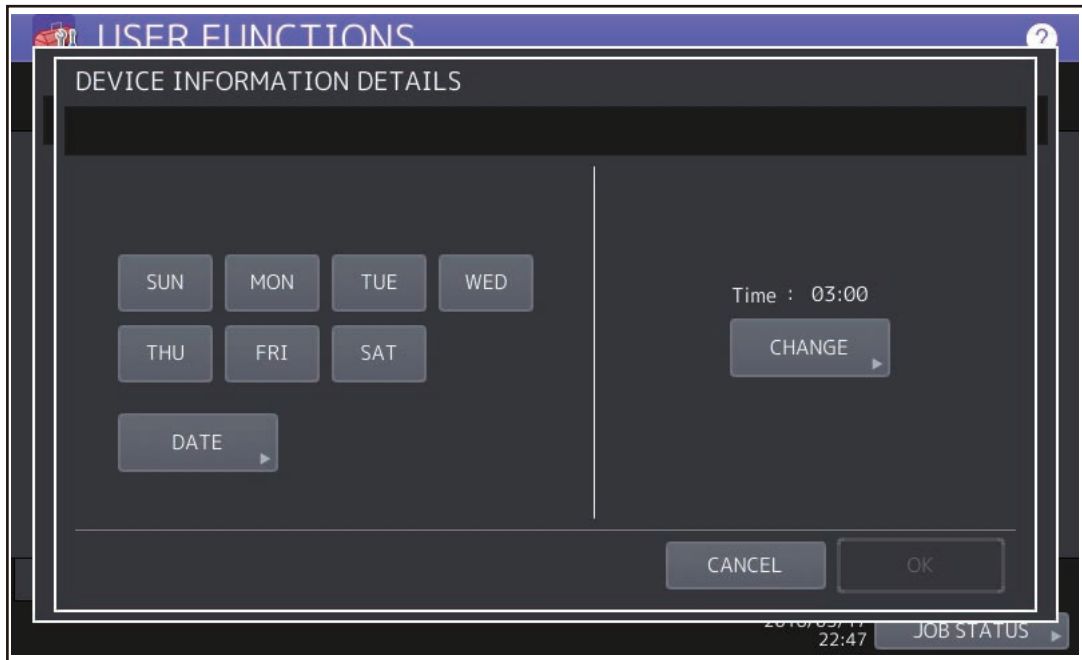 USER FUNCTIONS
?
DEVICE INFORMATION DETAILS
SUN MON TUE WED
THU FRI SAT
DATE
Time : 03:00
CHANGE
CANCEL OK
22:47
JOB STATUS